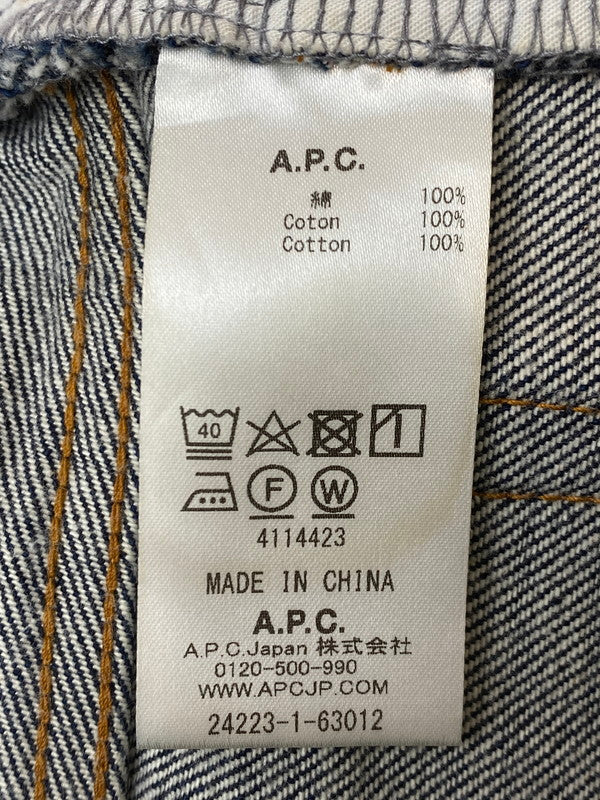 A.P.C.
綿 100%
Coton 100%
Cotton 100%
40
F W
4114423
MADE IN CHINA
A.P.C.
A.P.C.Japan 株式会社
0120-500-990
WWW.APCJP.COM
24223-1-63012